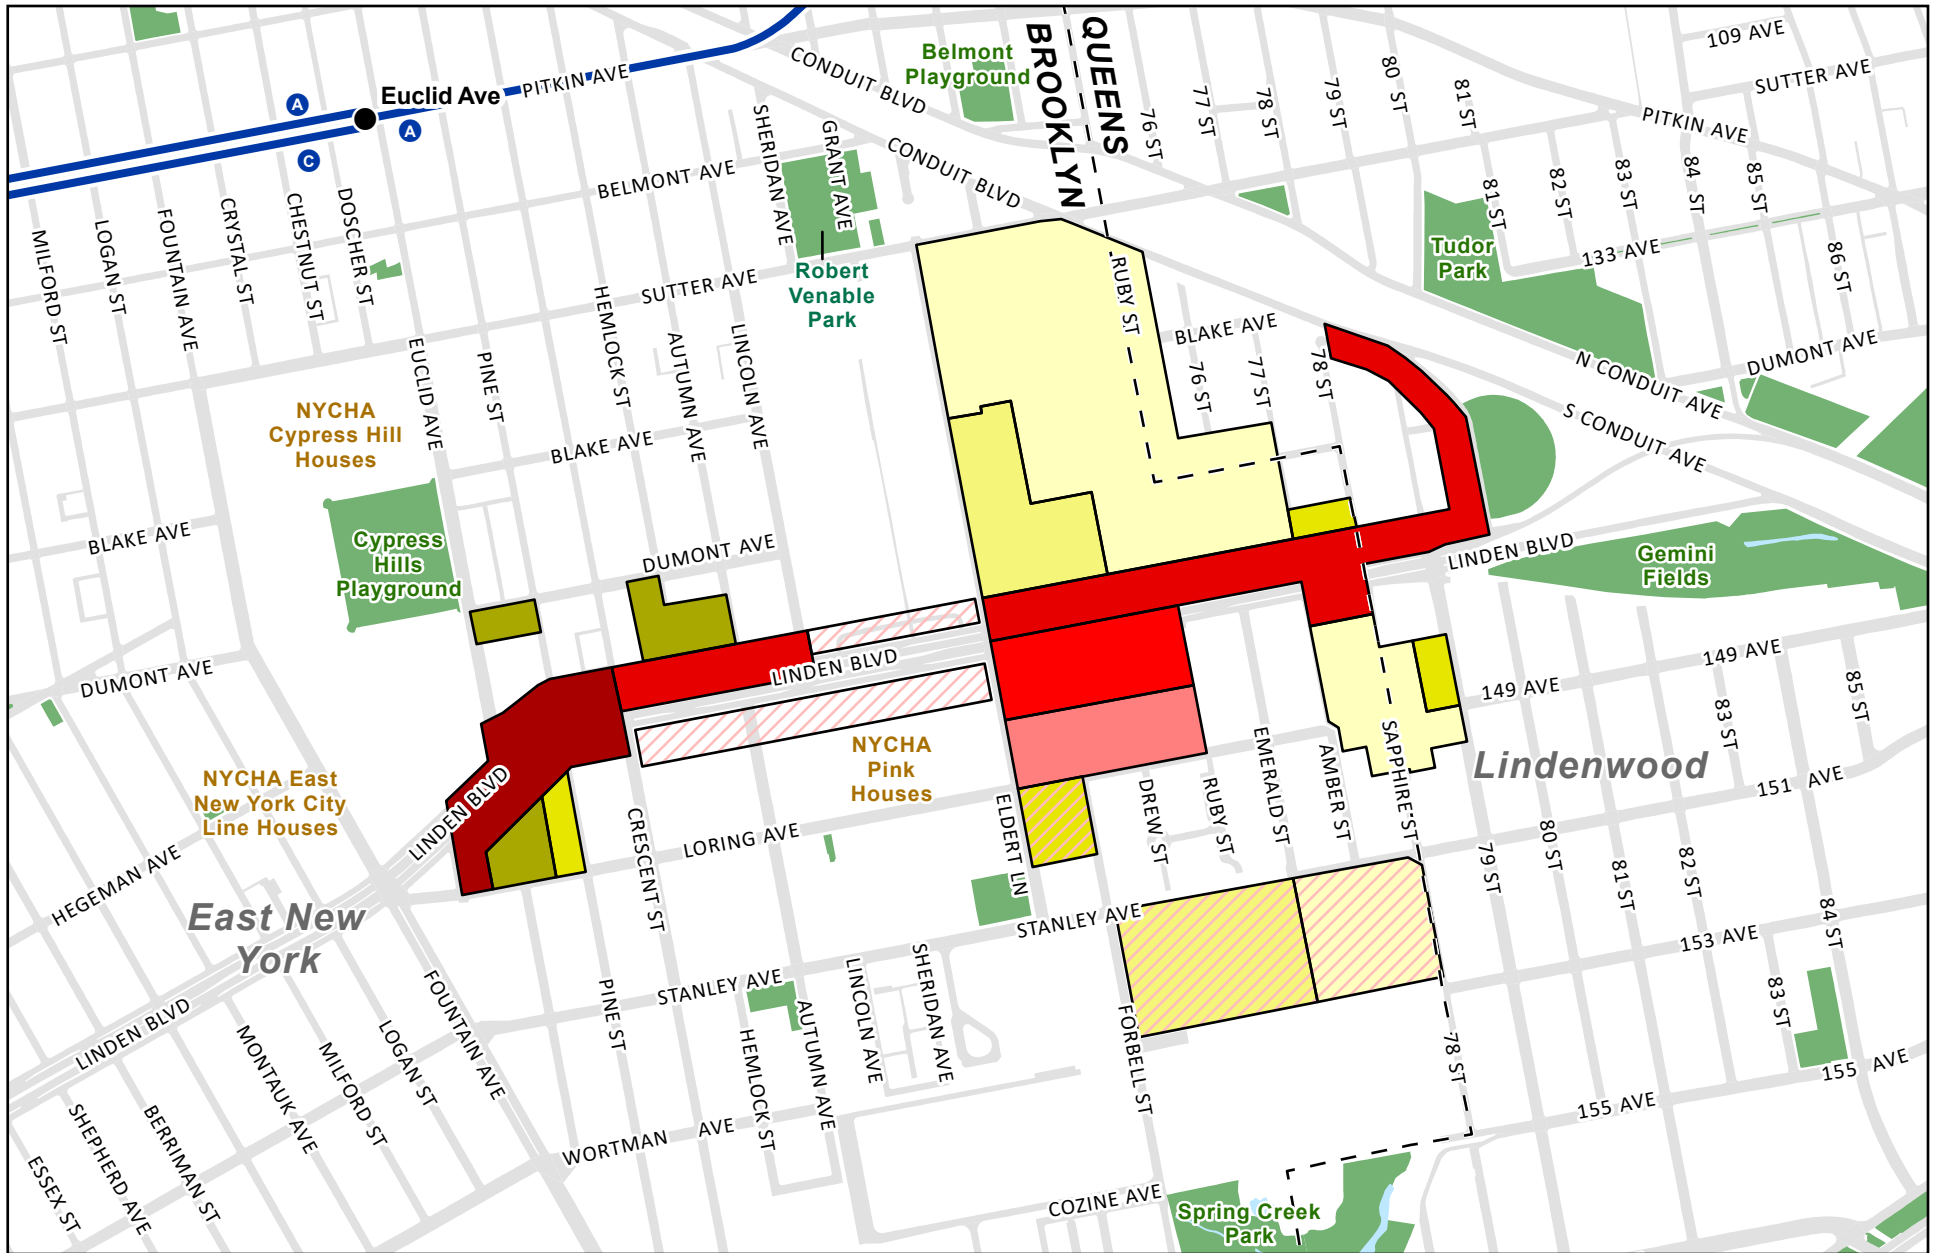 109 AVE
SUTTER AVE
QUEENS
BROOKLYN
Belmont
Playground
CONDUIT BLVD
PITKIN AVE
Euclid Ave
A
A
C
76 ST
77 ST
78 ST
79 ST
80 ST
81 ST
PITKIN AVE
SHERIDAN AVE
GRANT AVE
CONDUIT BLVD
BELMONT AVE
81 ST
82 ST
83 ST
84 ST
85 ST
86 ST
133 AVE
Tudor
Park
MILFORD ST
LOGAN ST
FOUNTAIN AVE
CRYSTAL ST
CHESTNUT ST
DOSCHER ST
SUTTER AVE
Robert
Venable
Park
RUBY ST
BLAKE AVE
HEMLOCK ST
AUTUMN AVE
LINCOLN AVE
EUCLID AVE
PINE ST
76 ST
77 ST
78 ST
DUMONT AVE
N CONDUIT AVE
S CONDUIT AVE
NYCHA
Cypress Hill
Houses
BLAKE AVE
BLAKE AVE
Cypress
Hills
Playground
DUMONT AVE
LINDEN BLVD
Gemini
Fields
DUMONT AVE
LINDEN BLVD
149 AVE
149 AVE
83 ST
85 ST
SAPPHIRE ST
Lindenwood
NYCHA
Pink
Houses
NYCHA East
New York City
Line Houses
LINDEN BLVD
EMERALD ST
AMBER ST
DREW ST
RUBY ST
151 AVE
ELDERT LN
CRESCENT ST
LORING AVE
79 ST
80 ST
81 ST
82 ST
84 ST
HEGEMAN AVE
East New
York
STANLEY AVE
STANLEY AVE
153 AVE
83 ST
LINDEN BLVD
FOUNTAIN AVE
PINE ST
LINCOLN AVE
SHERIDAN AVE
HEMLOCK ST
AUTUMN AVE
FORBELL ST
78 ST
MONTAUK AVE
MILFORD ST
LOGAN ST
155 AVE
155 AVE
WORTMAN AVE
SHEPHERD AVE
BERRIMAN ST
ESSEX ST
COZINE AVE
Spring Creek
Park